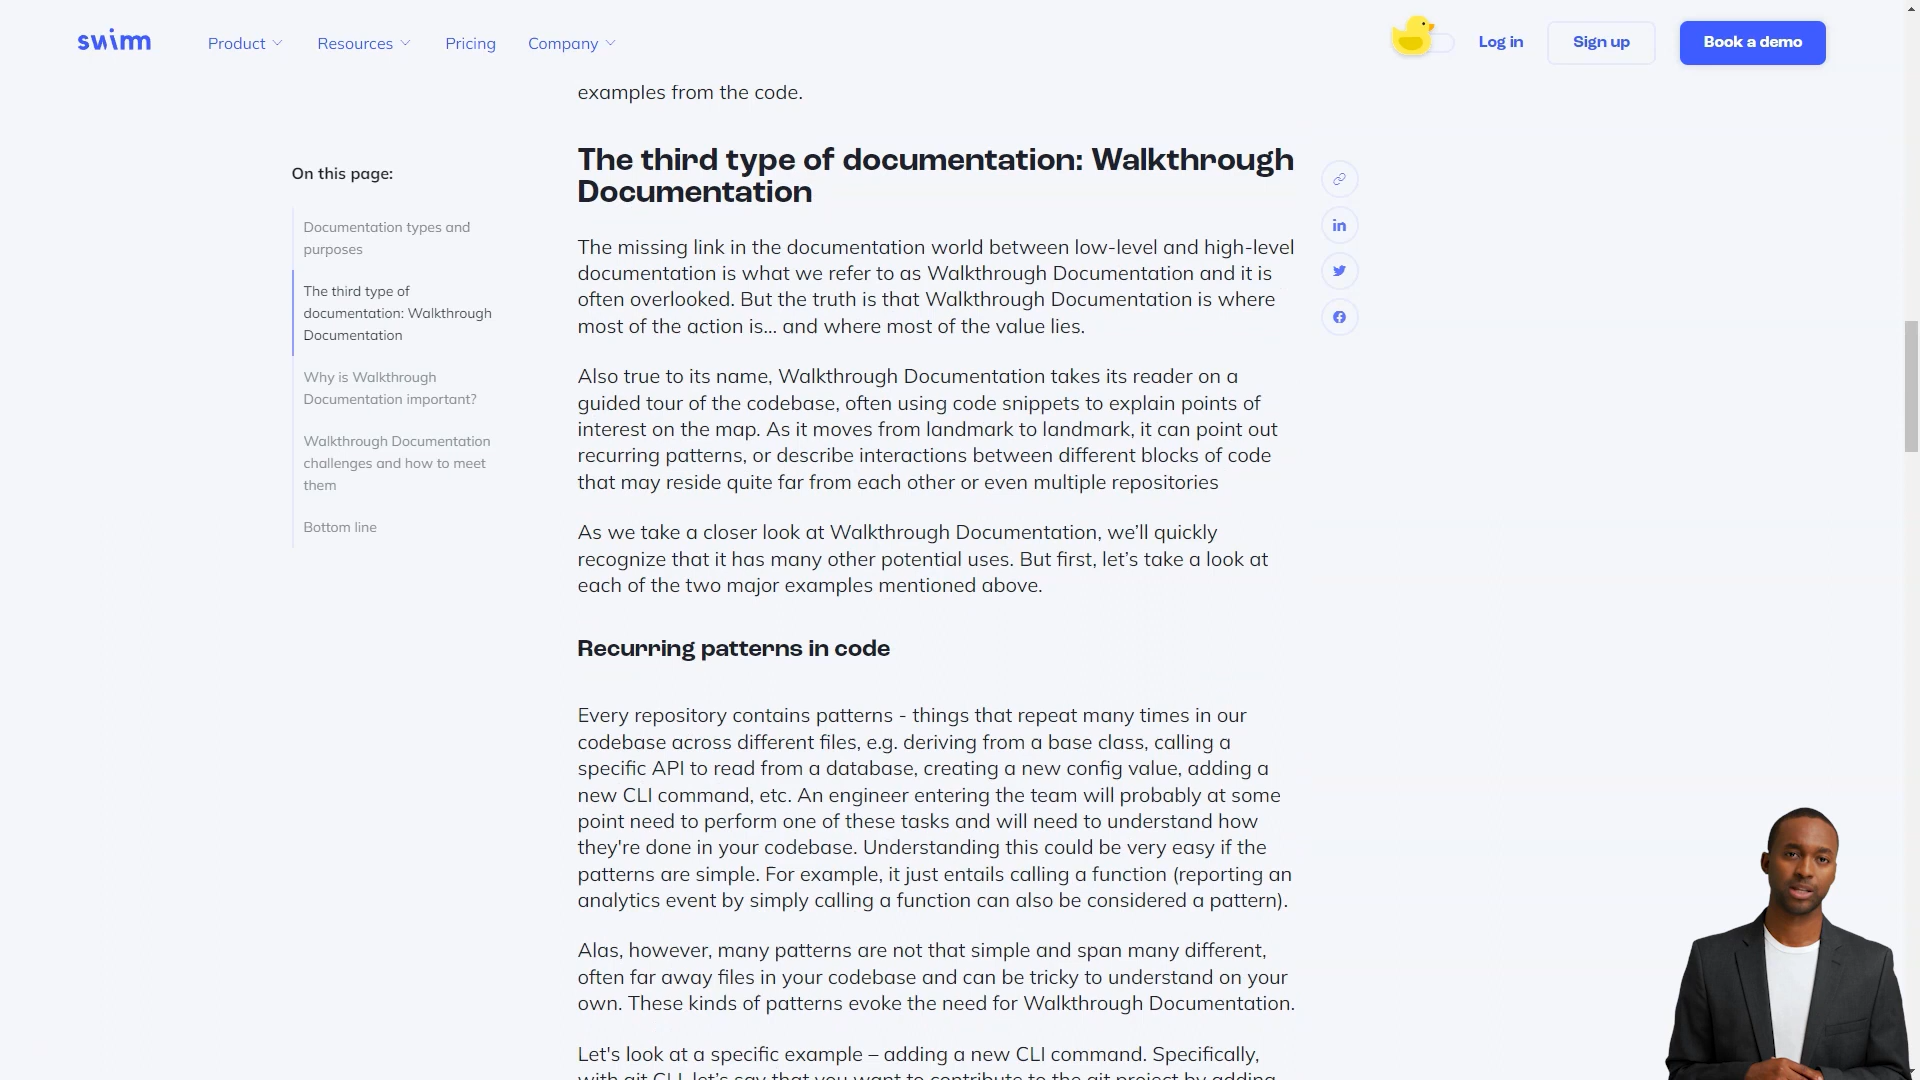 swimm
Product
Resources
Pricing
Company
Log in
Sign up
Book a demo
examples from the code.
On this page:
Documentation types and
purposes
The third type of
documentation: Walkthrough
Documentation
Why is Walkthrough
Documentation important?
Walkthrough Documentation
challenges and how to meet
them
Bottom line
The third type of documentation: Walkthrough
Documentation
The missing link in the documentation world between low-level and high-level
documentation is what we refer to as Walkthrough Documentation and it is
often overlooked. But the truth is that Walkthrough Documentation is where
most of the action is... and where most of the value lies.
Also true to its name, Walkthrough Documentation takes its reader on a
guided tour of the codebase, often using code snippets to explain points of
interest on the map. As it moves from landmark to landmark, it can point out
recurring patterns, or describe interactions between different blocks of code
that may reside quite far from each other or even multiple repositories
As we take a closer look at Walkthrough Documentation, we’ll quickly
recognize that it has many other potential uses. But first, let’s take a look at
each of the two major examples mentioned above.
Recurring patterns in code
Every repository contains patterns - things that repeat many times in our
codebase across different files, e.g. deriving from a base class, calling a
specific API to read from a database, creating a new config value, adding a
new CLI command, etc. An engineer entering the team will probably at some
point need to perform one of these tasks and will need to understand how
they're done in your codebase. Understanding this could be very easy if the
patterns are simple. For example, it just entails calling a function (reporting an
analytics event by simply calling a function can also be considered a pattern).
Alas, however, many patterns are not that simple and span many different,
often far away files in your codebase and can be tricky to understand on your
own. These kinds of patterns evoke the need for Walkthrough Documentation.
Let's look at a specific example – adding a new CLI command. Specifically,
with git CLI, let’s say that you want to contribute to the git project by adding